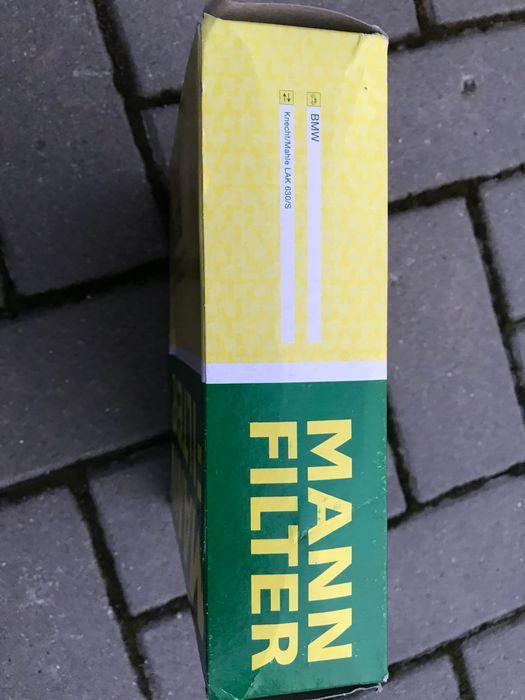 BMW
Knecht/Mahle LAK 630/S
MANN
FILTER